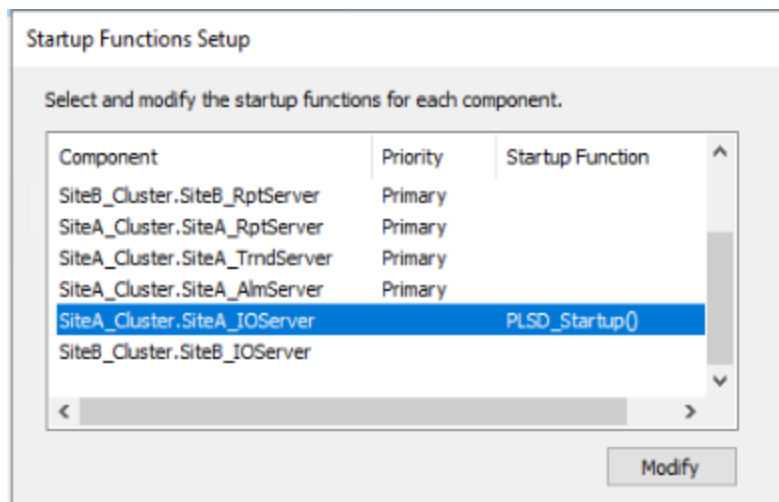 Startup Functions Setup
Select and modify the startup functions for each component.
Component Priority Startup Function
SiteB_Cluster.SiteB_RptServer Primary
SiteA_Cluster.SiteA_RptServer Primary
SiteA_Cluster.SiteA_TrndServer Primary
SiteA_Cluster.SiteA_AlmServer Primary
SiteA_Cluster.SiteA_IOServer PLSD_Startup()
SiteB_Cluster.SiteB_IOServer
Modify